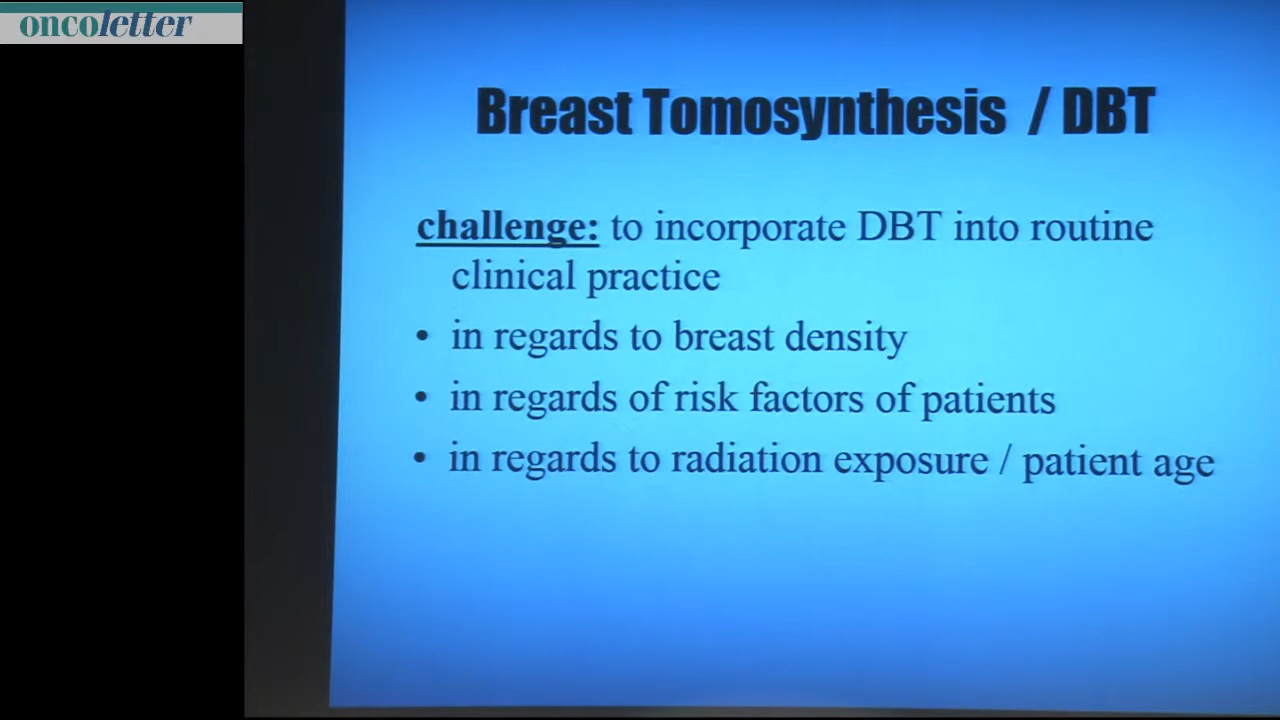 oncoletter
Breast Tomosynthesis / DBT
challenge: to incorporate DBT into routine
clinical practice
• in regards to breast density
• in regards of risk factors of patients
• in regards to radiation exposure / patient age